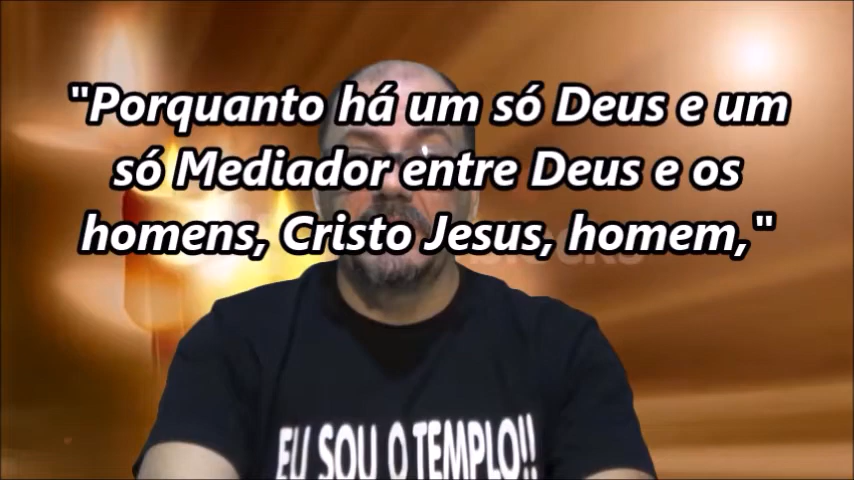 "Porquanto há um só Deus e um
só Mediador entre Deus e os
homens, Cristo Jesus, homem,"
EU SOU O TEMPLO!!